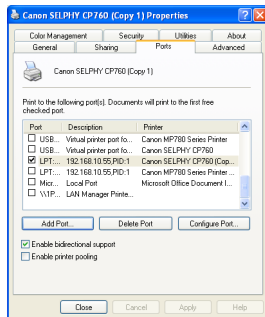 Canon SELPHY CP760 (Copy 1) Properties
Color Management Security Utilities About
General Sharing Ports Advanced
Canon SELPHY CP760 (Copy 1)
Print to the following port(s). Documents will print to the first free
checked port.
Port Description Printer
USB... Virtual printer port fo... Canon MP780 Series Printer
USB... Virtual printer port fo... Canon SELPHY CP760
LPT:... 192.168.10.55,PID:1 Canon SELPHY CP760 (Cop...
LPT:... 192.168.10.55,PID:1 Canon MP780 Series Printer ...
Micr... Local Port Microsoft Office Document I...
\\1P... LAN Manager Printe...
Add Port... Delete Port Configure Port...
Enable bidirectional support
Enable printer pooling
Close Cancel Apply Help